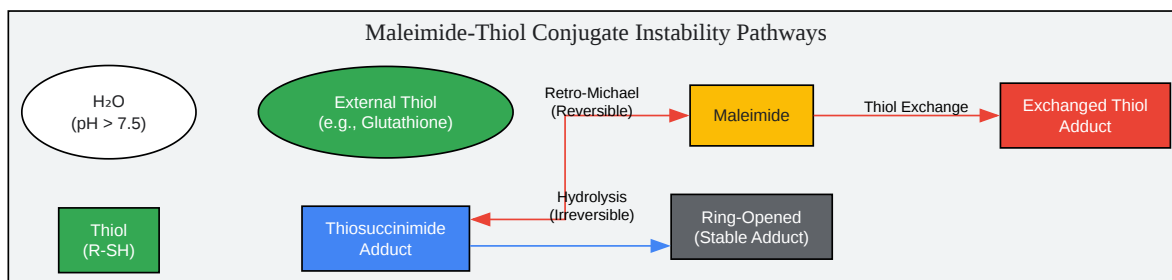 Maleimide-Thiol Conjugate Instability Pathways
H₂O
(pH > 7.5)
External Thiol
(e.g., Glutathione)
Retro-Michael
(Reversible)
Maleimide
Thiol Exchange
Exchanged Thiol
Adduct
Thiol
(R-SH)
Thiosuccinimide
Adduct
Hydrolysis
(Irreversible)
Ring-Opened
(Stable Adduct)